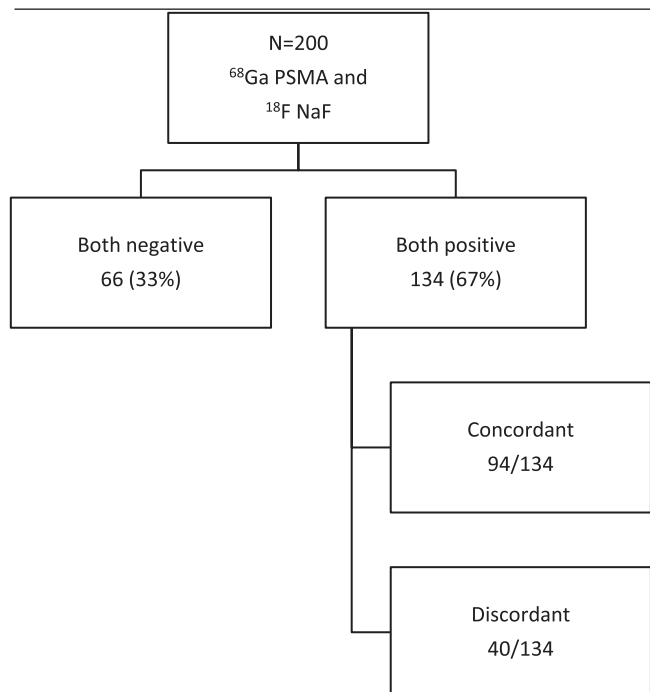 N=200
⁶⁸Ga PSMA and
¹⁸F NaF
Both negative
66 (33%)
Both positive
134 (67%)
Concordant
94/134
Discordant
40/134